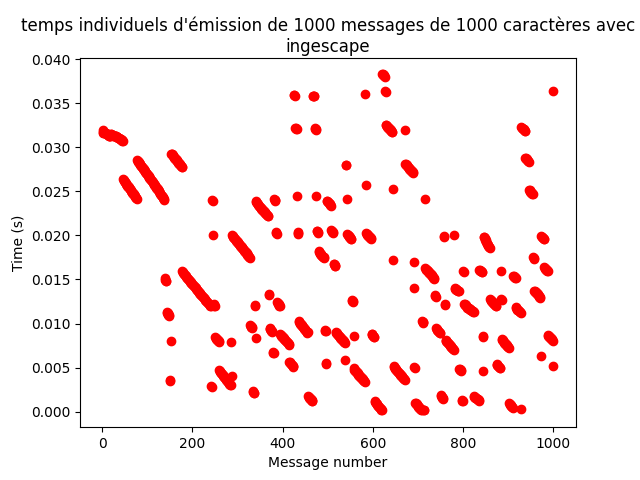 temps individuels d'émission de 1000 messages de 1000 caractères avec
ingescape
0.040
0.035
0.030
0.025
0.020
0.015
0.010
0.005
0.000
Time (s)
0 200 400 600 800 1000
Message number